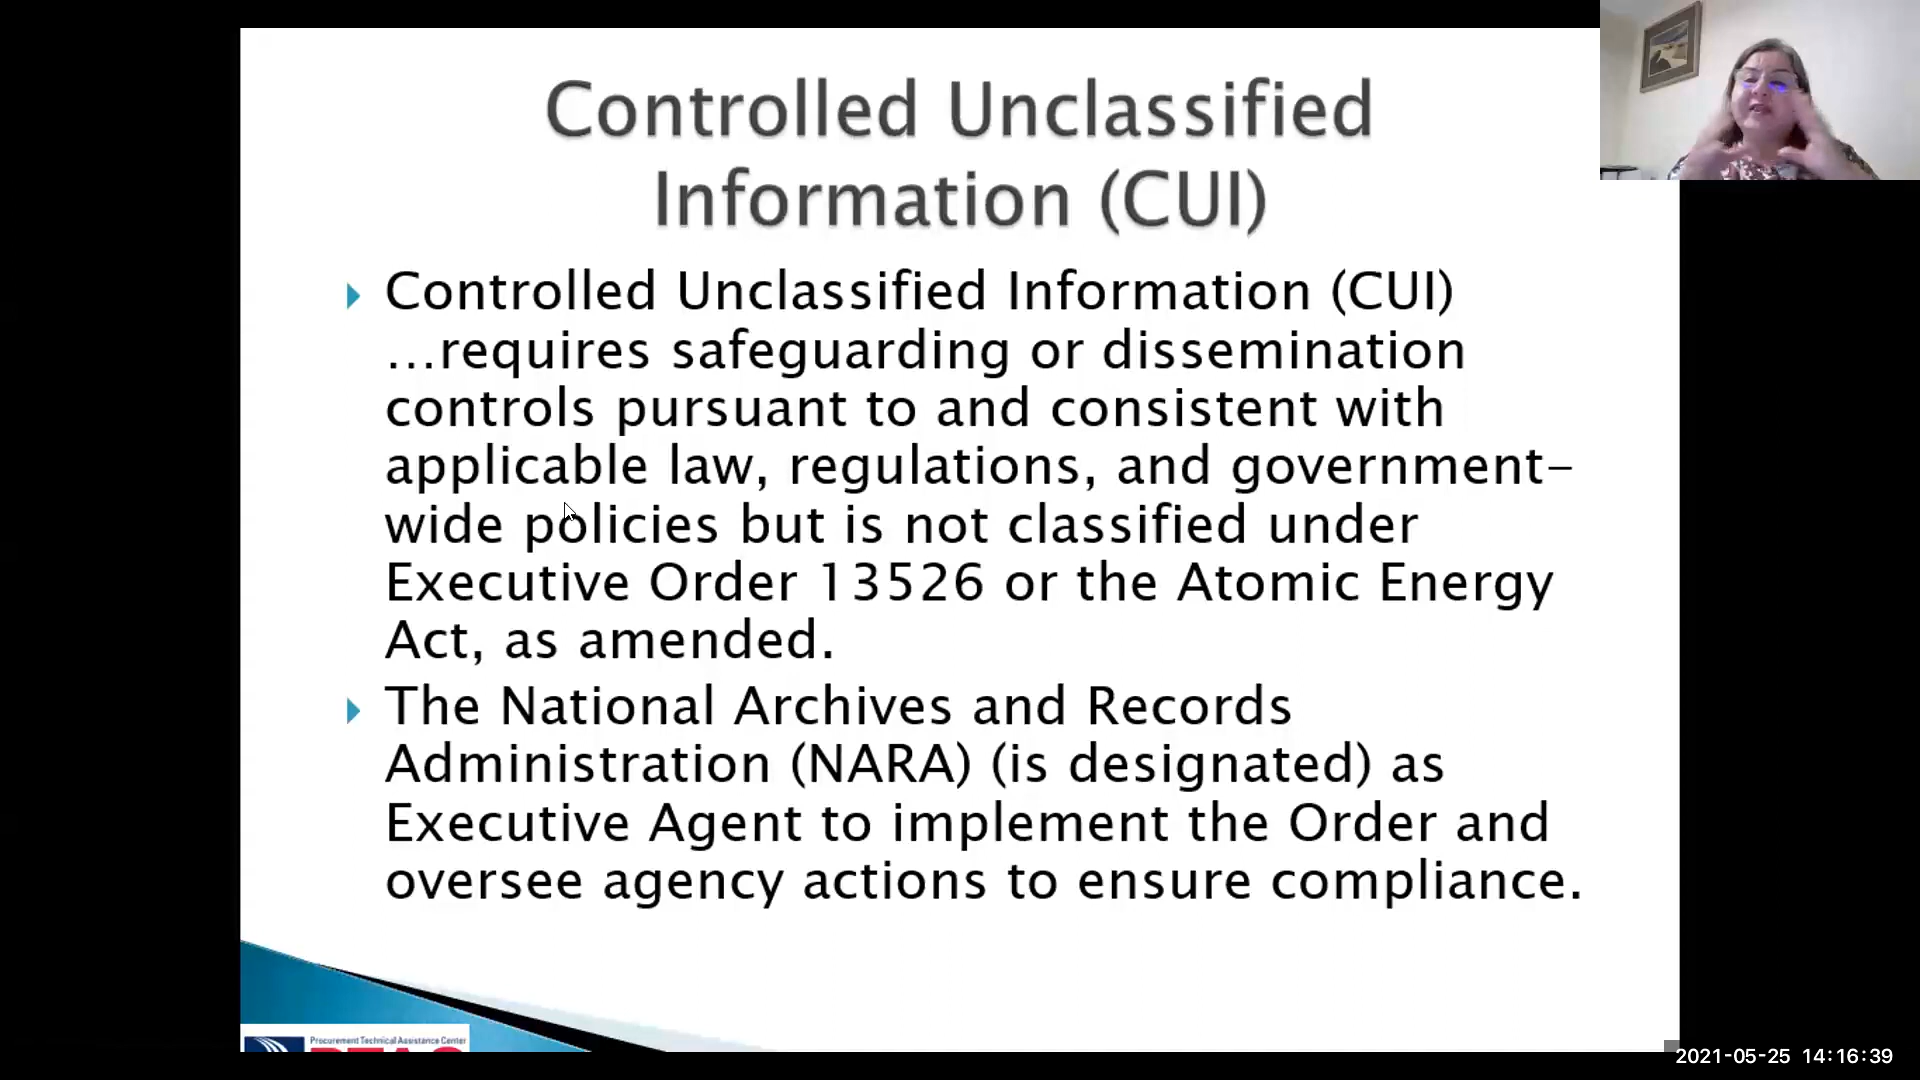 Controlled Unclassified
Information (CUI)
Controlled Unclassified Information (CUI)
...requires safeguarding or dissemination
controls pursuant to and consistent with
applicable law, regulations, and government-
wide policies but is not classified under
Executive Order 13526 or the Atomic Energy
Act, as amended.
The National Archives and Records
Administration (NARA) (is designated) as
Executive Agent to implement the Order and
oversee agency actions to ensure compliance.
Procurement Technical Assistance Center
2021-05-25 14:16:39